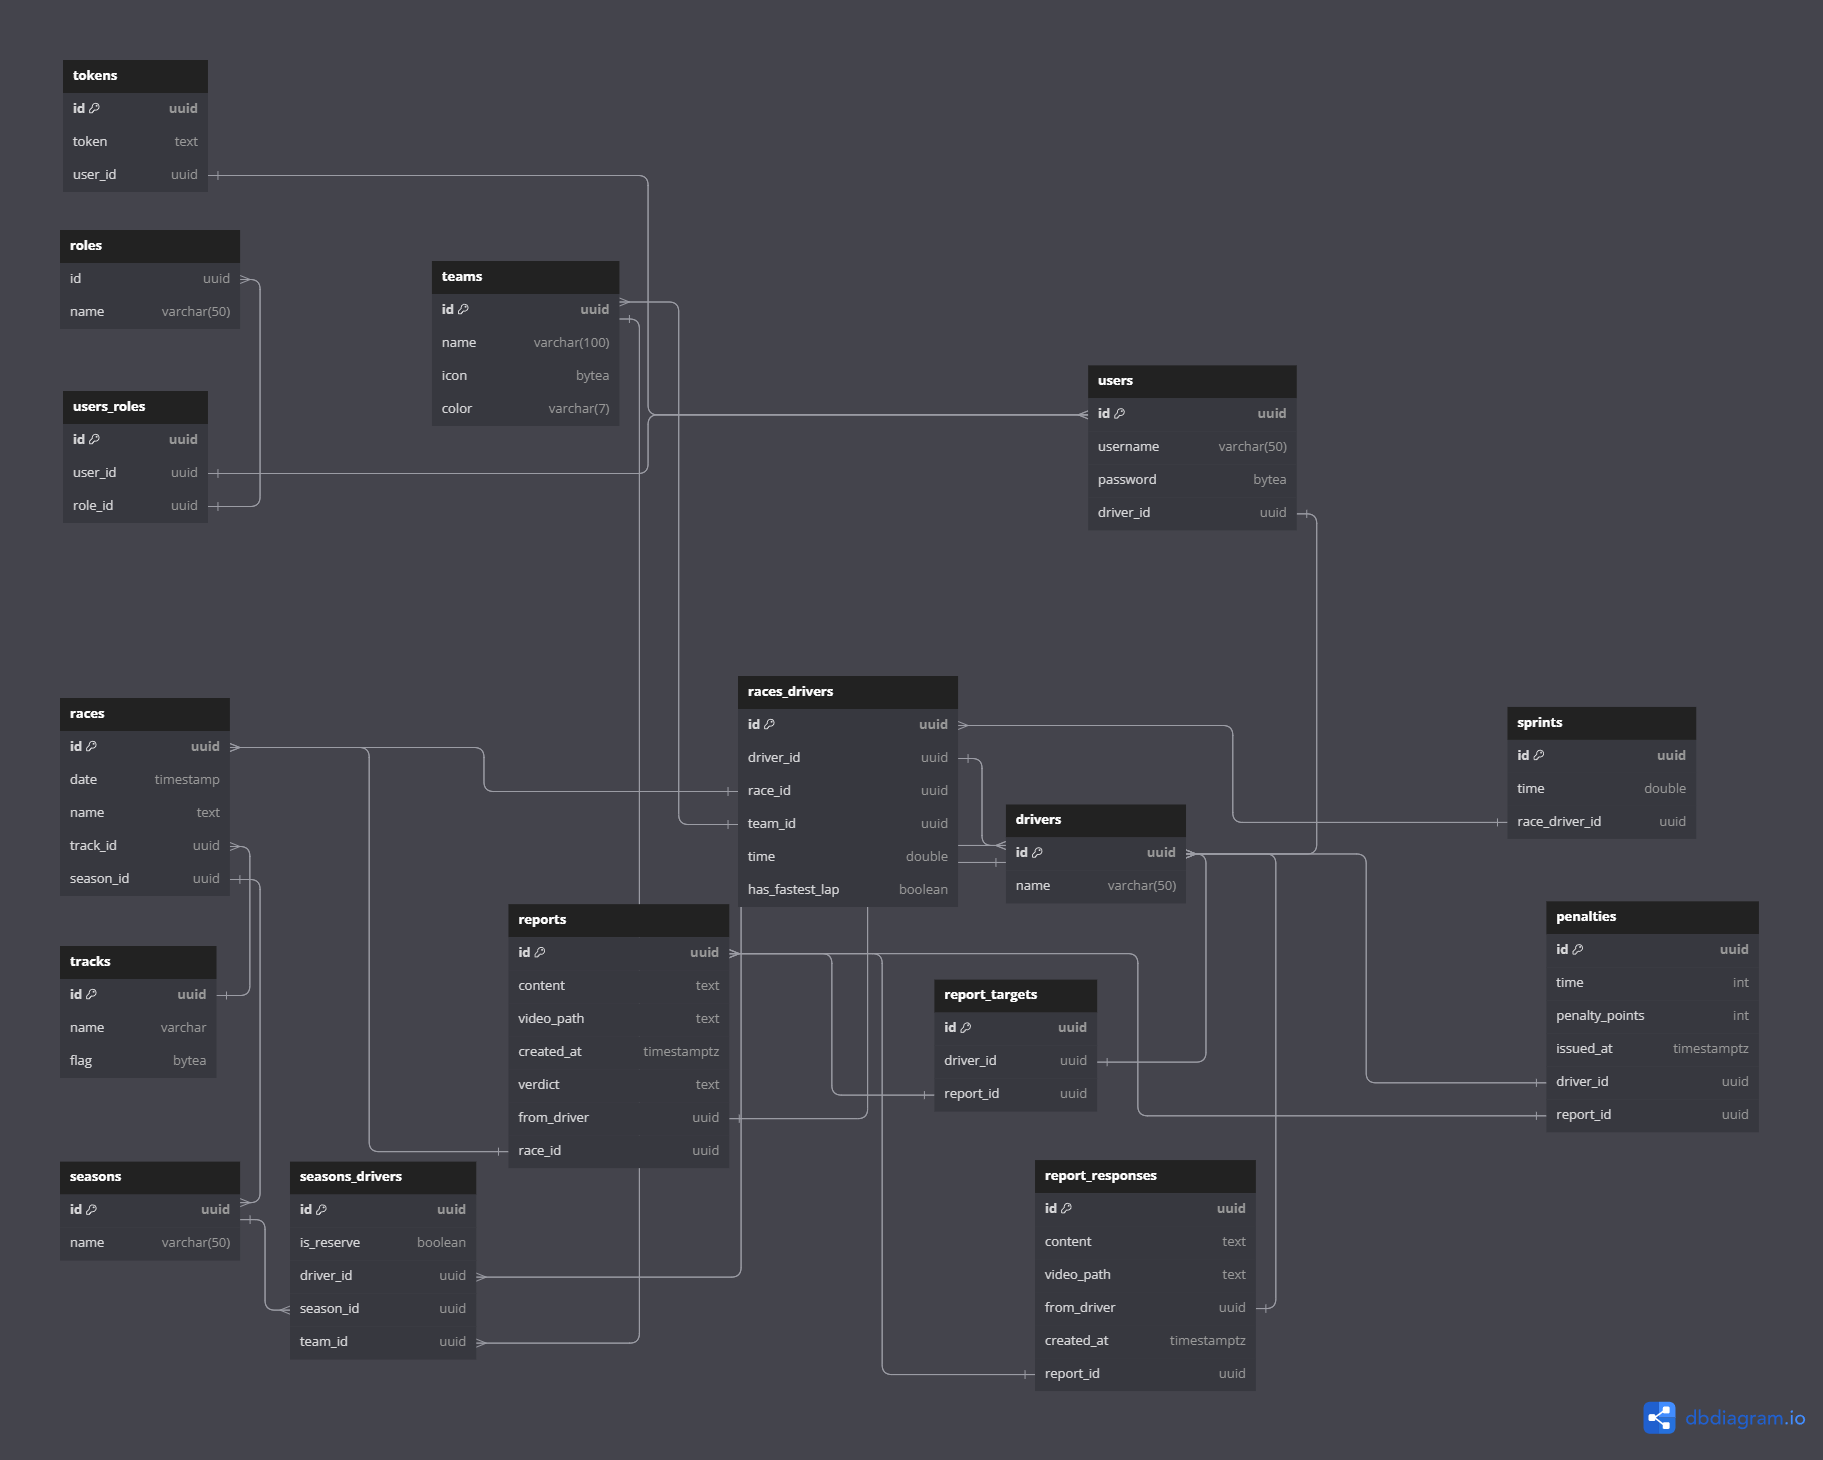 tokens
id uuid
token text
user_id uuid
roles
id uuid
name varchar(50)
teams
id uuid
name varchar(100)
icon bytea
color varchar(7)
users_roles
id uuid
user_id uuid
role_id uuid
users
id uuid
username varchar(50)
password bytea
driver_id uuid
races
id uuid
date timestamp
name text
track_id uuid
season_id uuid
races_drivers
id uuid
driver_id uuid
race_id uuid
team_id uuid
time double
has_fastest_lap boolean
drivers
id uuid
name varchar(50)
sprints
id uuid
time double
race_driver_id uuid
tracks
id uuid
name varchar
flag bytea
reports
id uuid
content text
video_path text
created_at timestamptz
verdict text
from_driver uuid
race_id uuid
report_targets
id uuid
driver_id uuid
report_id uuid
penalties
id uuid
time int
penalty_points int
issued_at timestamptz
driver_id uuid
report_id uuid
seasons
id uuid
name varchar(50)
seasons_drivers
id uuid
is_reserve boolean
driver_id uuid
season_id uuid
team_id uuid
report_responses
id uuid
content text
video_path text
from_driver uuid
created_at timestamptz
report_id uuid
dbdiagram.io